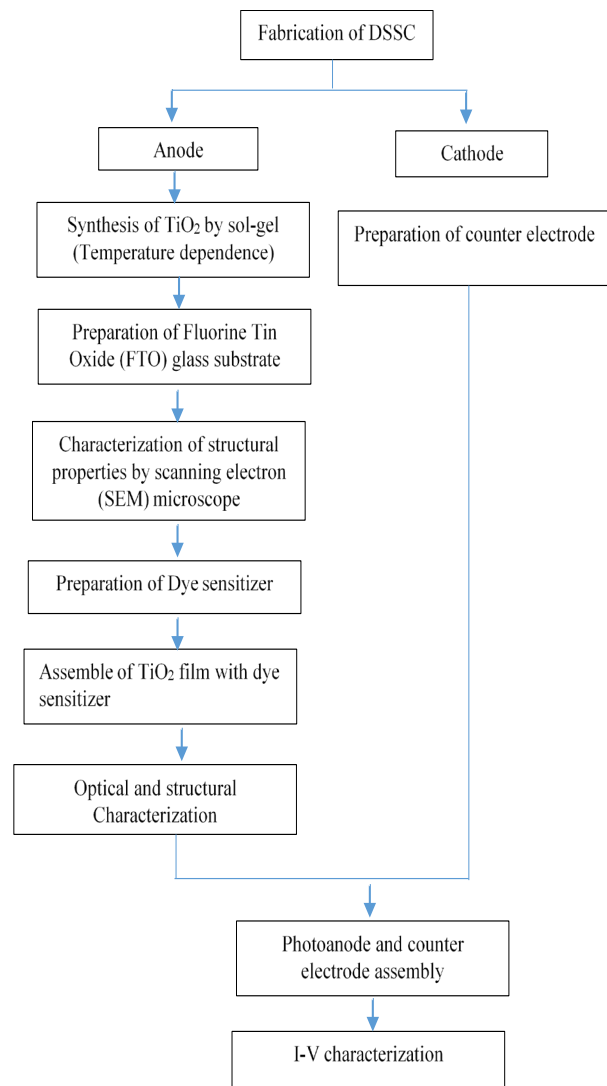 Fabrication of DSSC
Anode
Cathode
Synthesis of TiO₂ by sol-gel
(Temperature dependence)
Preparation of counter electrode
Preparation of Fluorine Tin
Oxide (FTO) glass substrate
Characterization of structural
properties by scanning electron
(SEM) microscope
Preparation of Dye sensitizer
Assemble of TiO₂ film with dye
sensitizer
Optical and structural
Characterization
Photoanode and counter
electrode assembly
I-V characterization